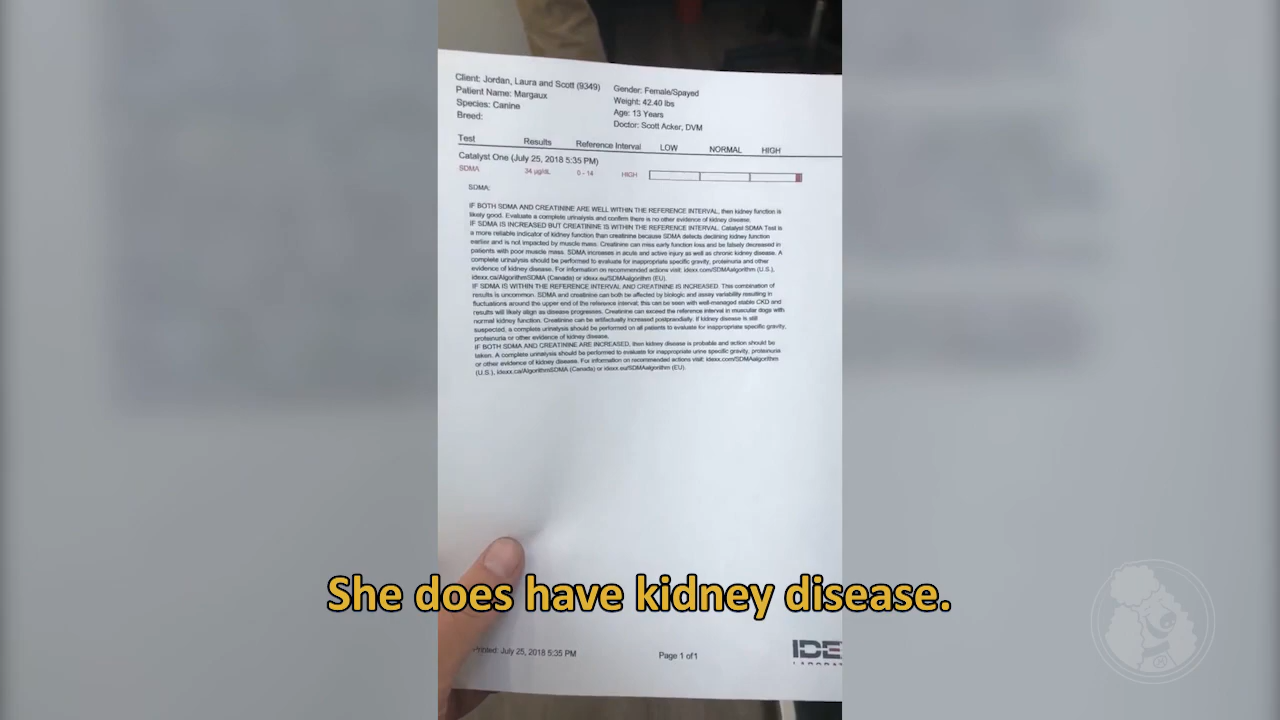 Client: Jordan, Laura and Scott (9349)
Patient Name: Margaux
Species: Canine
Breed:
Gender: Female/Spayed
Weight: 42.40 lbs
Age: 13 Years
Doctor: Scott Acker, DVM
Test Results Reference Interval LOW NORMAL HIGH
Catalyst One (July 25, 2018 5:35 PM)
SDMA 34 µg/dL 0 - 14 HIGH
SDMA:
IF BOTH SDMA AND CREATININE ARE WELL WITHIN THE REFERENCE INTERVAL, then kidney function is
likely good. Evaluate a complete urinalysis and confirm there is no other evidence of kidney disease.
IF SDMA IS INCREASED BUT CREATININE IS WITHIN THE REFERENCE INTERVAL. Catalyst SDMA Test is
a more reliable indicator of kidney function than creatinine because SDMA detects declining kidney function
earlier and is not impacted by muscle mass. Creatinine can miss early function loss and be falsely decreased in
patients with poor muscle mass. SDMA increases in acute and active injury as well as chronic kidney disease. A
complete urinalysis should be performed to evaluate for inappropriate specific gravity, proteinuria and other
evidence of kidney disease. For information on recommended actions visit: idexx.com/SDMAalgorithm (U.S.),
idexx.ca/AlgorithmSDMA (Canada) or idexx.eu/SDMAalgorithm (EU).
IF SDMA IS WITHIN THE REFERENCE INTERVAL AND CREATININE IS INCREASED. This combination of
results is uncommon. SDMA and creatinine can both be affected by biologic and assay variability resulting in
fluctuations around the upper end of the reference interval; this can be seen with well-managed stable CKD and
results will likely align as disease progresses. Creatinine can exceed the reference interval in muscular dogs with
normal kidney function. Creatinine can be artifactually increased postprandially. If kidney disease is still
suspected, a complete urinalysis should be performed on all patients to evaluate for inappropriate specific gravity,
proteinuria or other evidence of kidney disease.
IF BOTH SDMA AND CREATININE ARE INCREASED, then kidney disease is probable and action should be
taken. A complete urinalysis should be performed to evaluate for inappropriate urine specific gravity, proteinuria
or other evidence of kidney disease. For information on recommended actions visit: idexx.com/SDMAalgorithm
(U.S.), idexx.ca/AlgorithmSDMA (Canada) or idexx.eu/SDMAalgorithm (EU).
She does have kidney disease.
Printed: July 25, 2018 5:35 PM
Page 1 of1
IDE